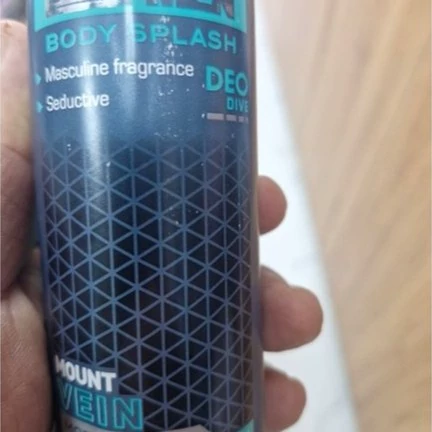 BODY SPLASH
Masculine fragrance
Seductive
DEO
DIVE
MOUNT
VEIN